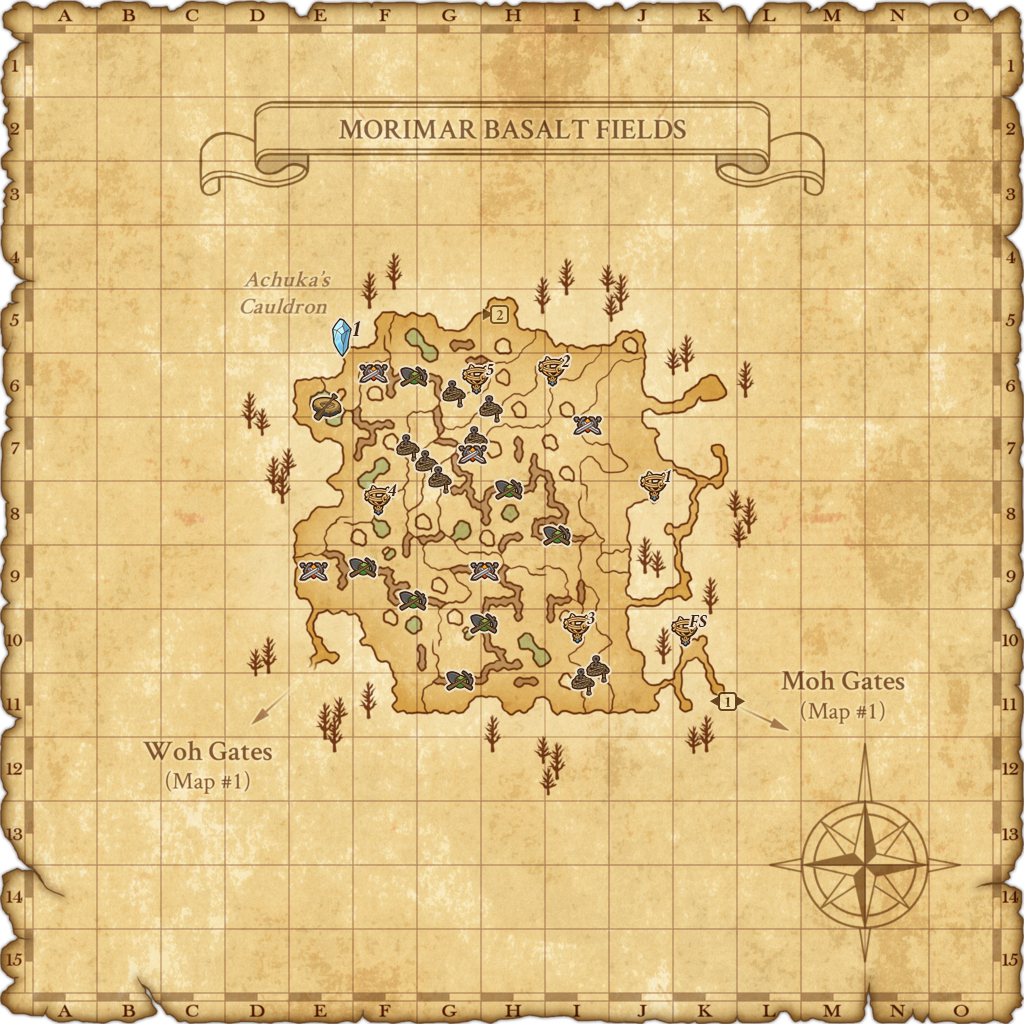 A B C D E F G H I J K L M N O
1 1
2 MORIMAR BASALT FIELDS 2
3 3
4 4
Achuka's
Cauldron
5 2 5
1
5 2
6 6
7 7
1
4
8 8
9 9
3 FS
10 10
Moh Gates
(Map #1)
1
11 11
Woh Gates
(Map #1)
12 12
13 13
14 14
15 15
A B C D E F G H I J K L M N O